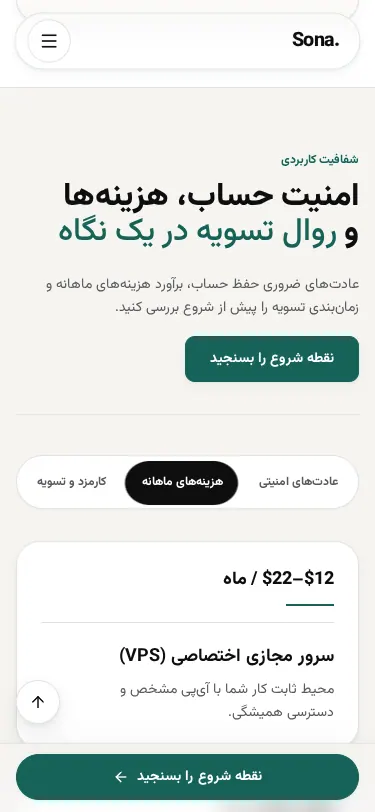 Sona.
شفافیت کاربردی
امنیت حساب، هزینه‌ها
و روال تسویه در یک نگاه
عادت‌های ضروری حفظ حساب، برآورد هزینه‌های ماهانه و
زمان‌بندی تسویه را پیش از شروع بررسی کنید.
نقطه شروع را بسنجید
عادت‌های امنیتی
هزینه‌های ماهانه
کارمزد و تسویه
$12–$22 / ماه
سرور مجازی اختصاصی (VPS)
محیط ثابت کار شما با آی‌پی مشخص و
دسترسی همیشگی.
نقطه شروع را بسنجید ←